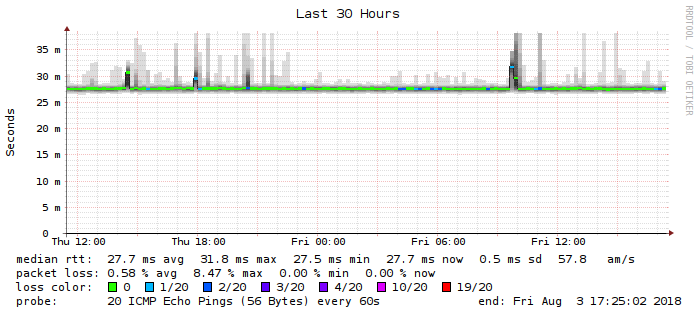 Last 30 Hours
RRDTOOL / TOBI OETIKER
Seconds
35 m
30 m
25 m
20 m
15 m
10 m
5 m
0
Thu 12:00 Thu 18:00 Fri 00:00 Fri 06:00 Fri 12:00
median rtt: 27.7 ms avg 31.8 ms max 27.5 ms min 27.7 ms now 0.5 ms sd 57.8 am/s
packet loss: 0.58 % avg 8.47 % max 0.00 % min 0.00 % now
loss color: 0 1/20 2/20 3/20 4/20 10/20 19/20
probe: 20 ICMP Echo Pings (56 Bytes) every 60s end: Fri Aug 3 17:25:02 2018